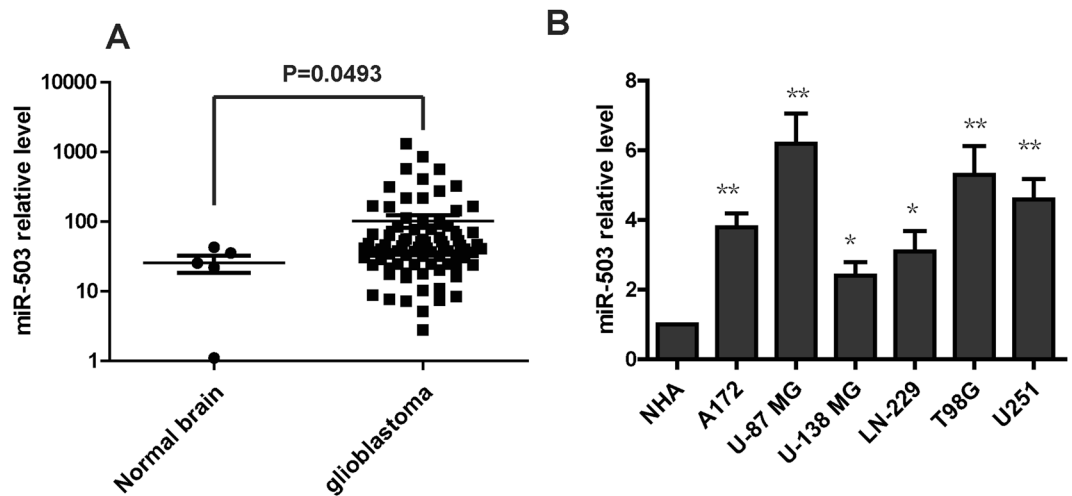 A
P=0.0493
miR-503 relative level
10000
1000
100
10
1
Normal brain
glioblastoma
B
miR-503 relative level
8
6
4
2
0
**
**
*
*
**
**
NHA
A172
U-87 MG
U-138 MG
LN-229
T98G
U251